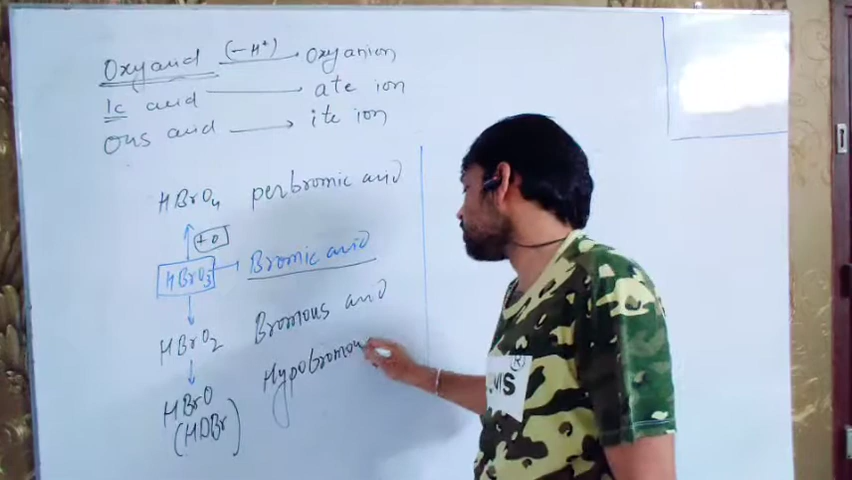 Oxyacid (-H⁺) → Oxyanion
Ic acid → ate ion
ous acid → ite ion
HBrO₄ perbromic acid
+O
HBrO₃ → Bromic acid
HBrO₂ Bromous acid
HBrO Hypobromou
(HOBr)